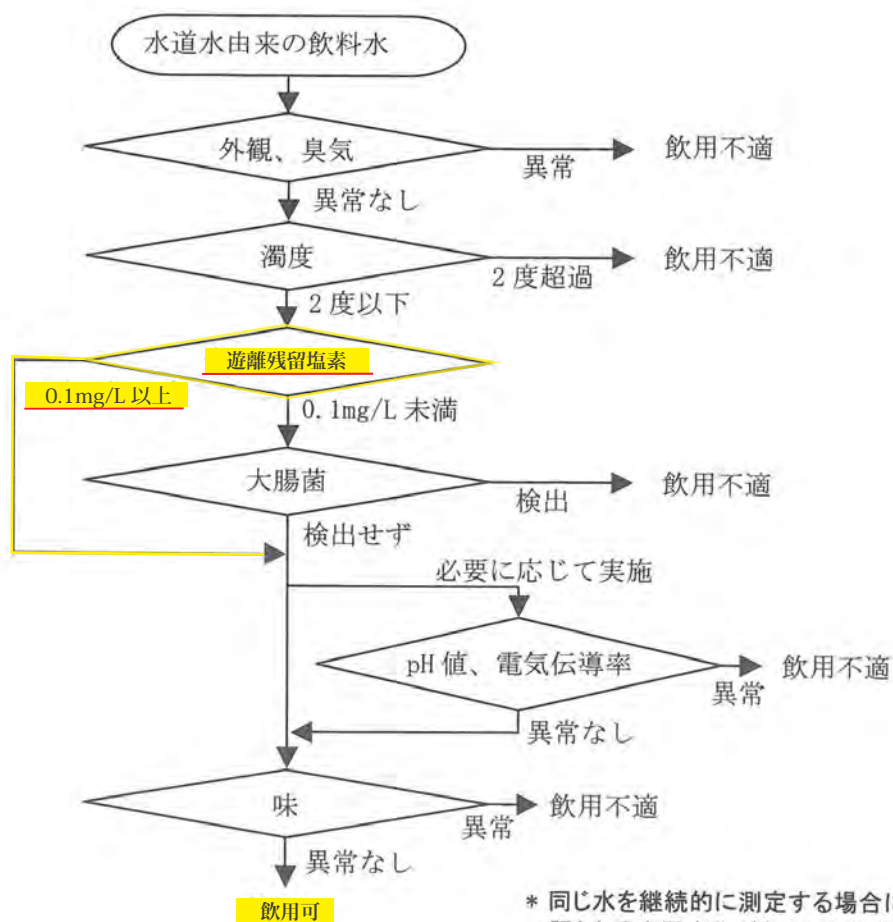 水道水由来の飲料水
外観、臭気
異常
飲用不適
異常なし
濁度
2度超過
飲用不適
2度以下
遊離残留塩素
0.1mg/L以上
0.1mg/L未満
大腸菌
検出
飲用不適
検出せず
必要に応じて実施
pH値、電気伝導率
異常
飲用不適
異常なし
味
異常
飲用不適
異常なし
飲用可
* 同じ水を継続的に測定する場合